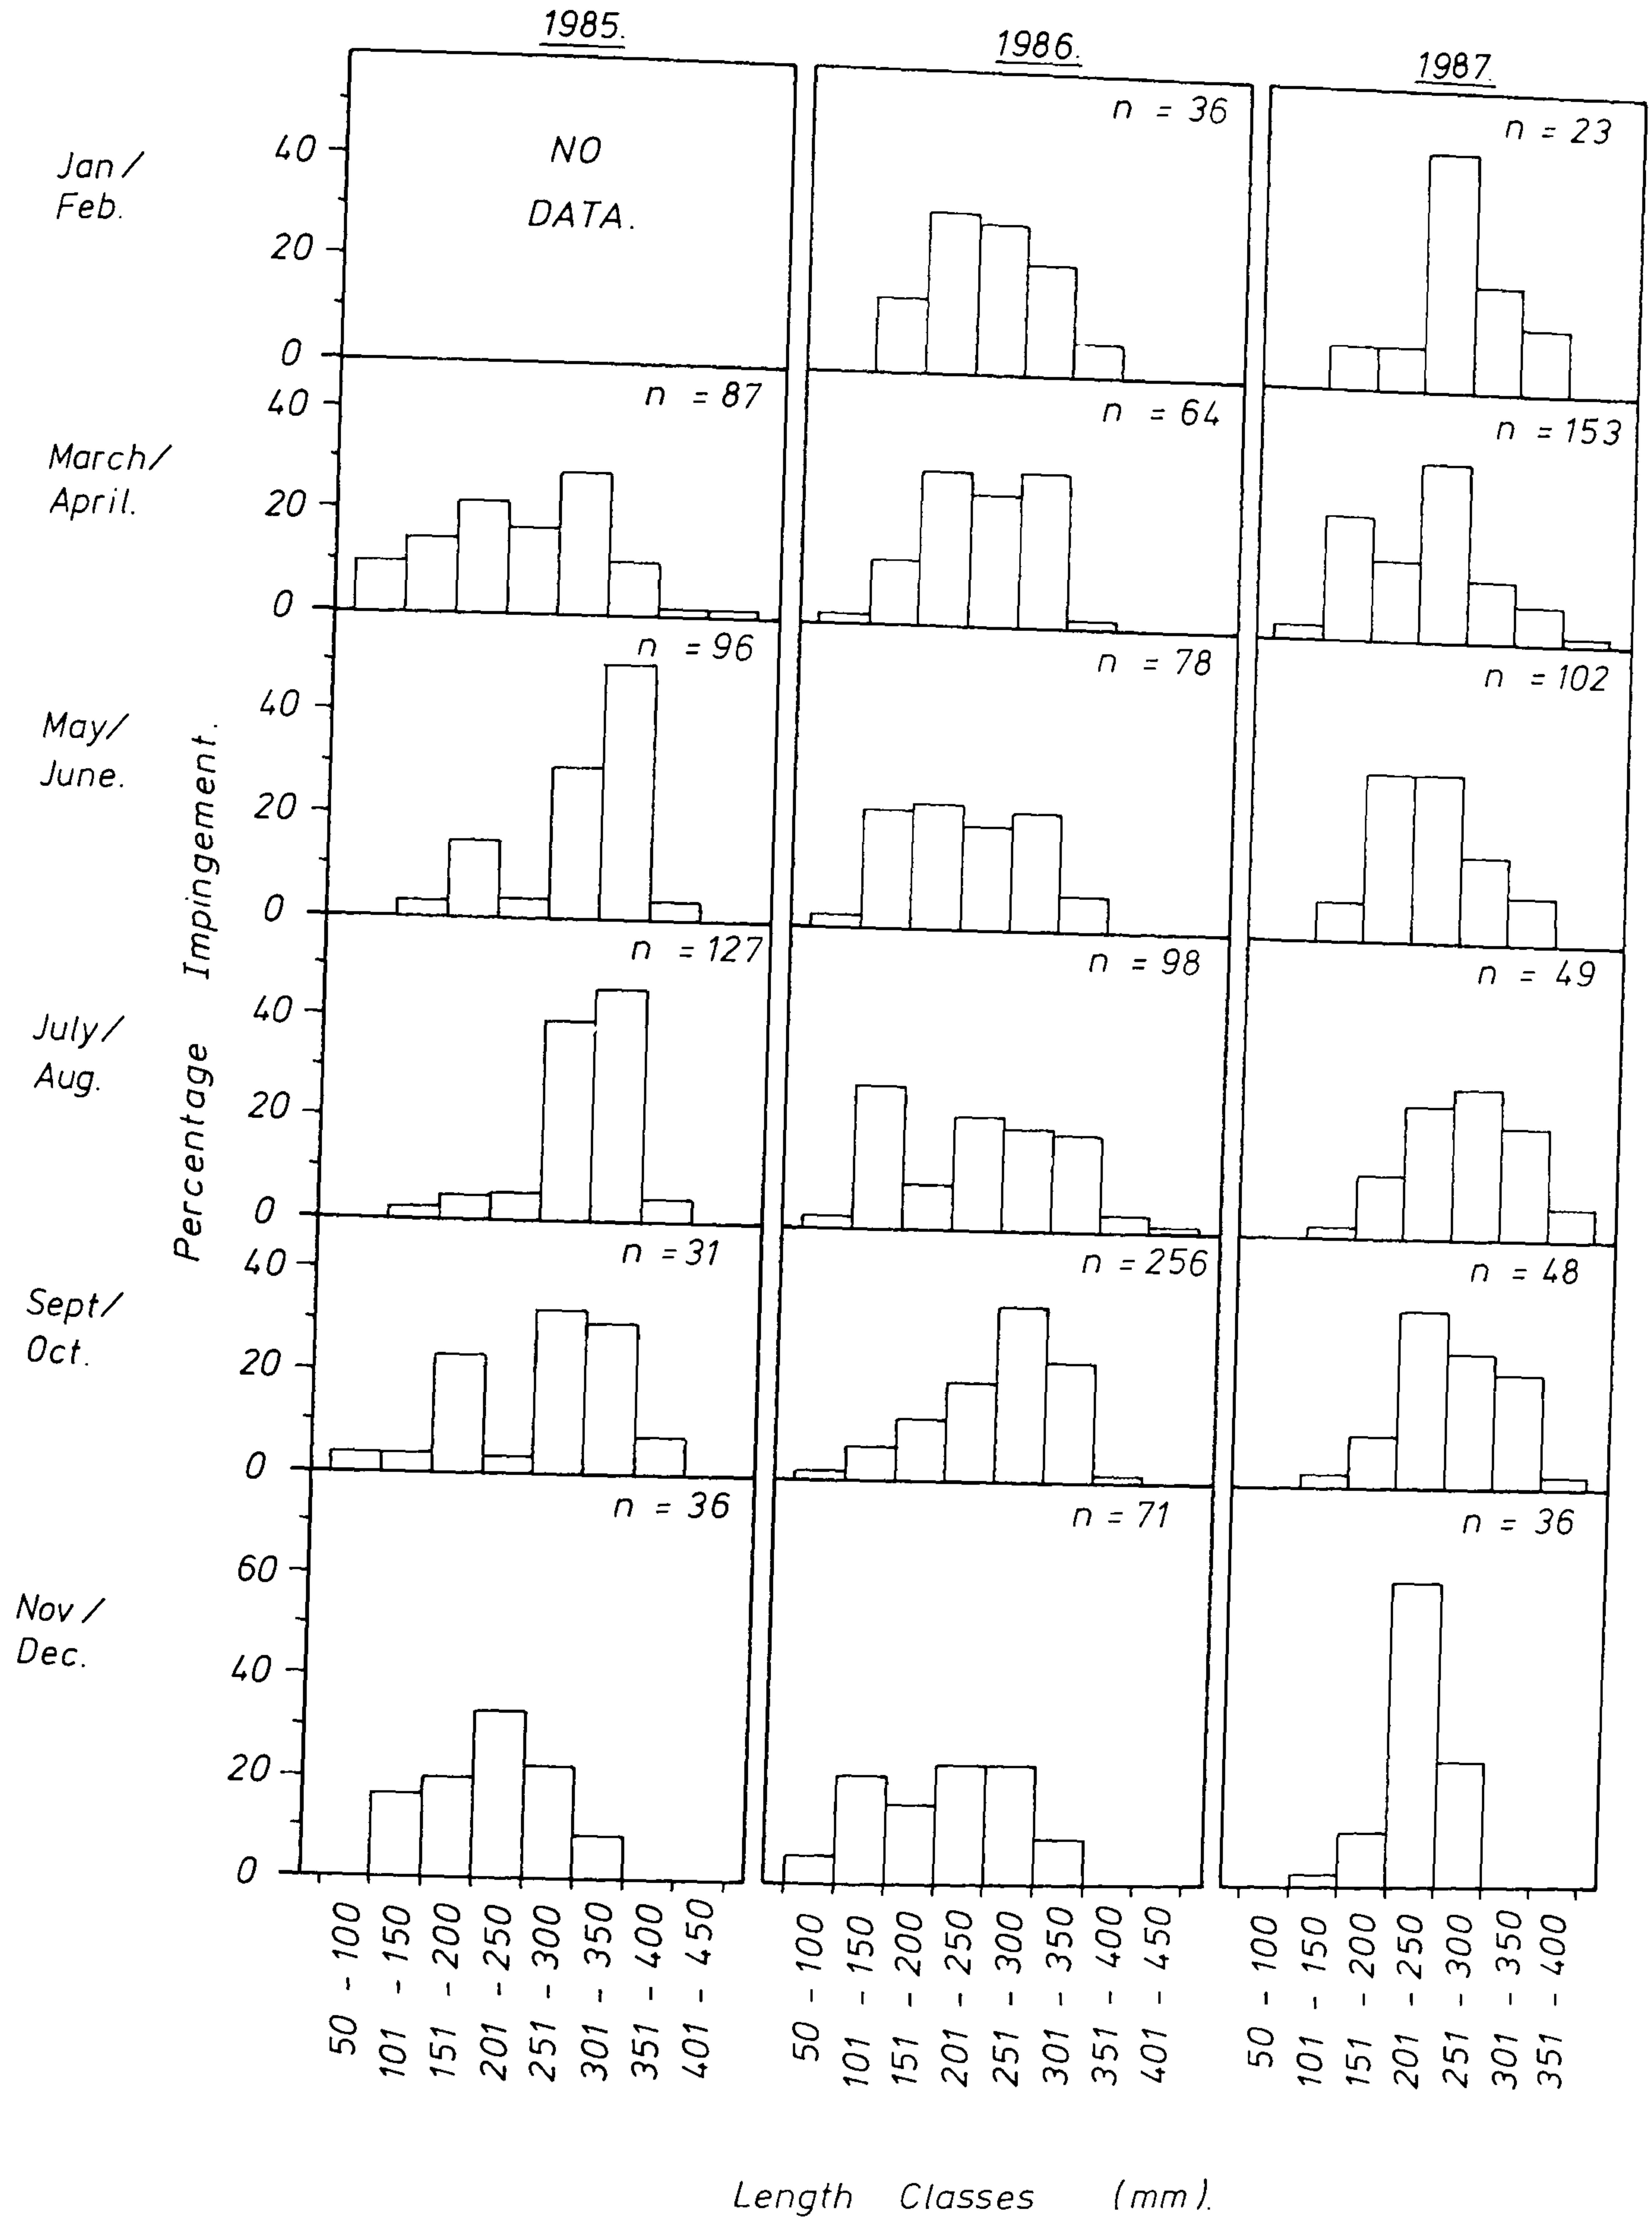 1985.
1986.
1987.
Jan/
Feb.
40
20
0
NO
DATA.
n = 36
n = 23
March/
April.
40
20
0
n = 87
n = 64
n = 153
May/
June.
40
20
0
n = 96
n = 78
n = 102
July/
Aug.
40
20
0
n = 127
n = 98
n = 49
Sept/
Oct.
40
20
0
n = 31
n = 256
n = 48
Nov/
Dec.
60
40
20
0
n = 36
n = 71
n = 36
Percentage Impingement.
50 - 100
101 - 150
151 - 200
201 - 250
251 - 300
301 - 350
351 - 400
401 - 450
50 - 100
101 - 150
151 - 200
201 - 250
251 - 300
301 - 350
351 - 400
401 - 450
50 - 100
101 - 150
151 - 200
201 - 250
251 - 300
301 - 350
351 - 400
Length Classes (mm).